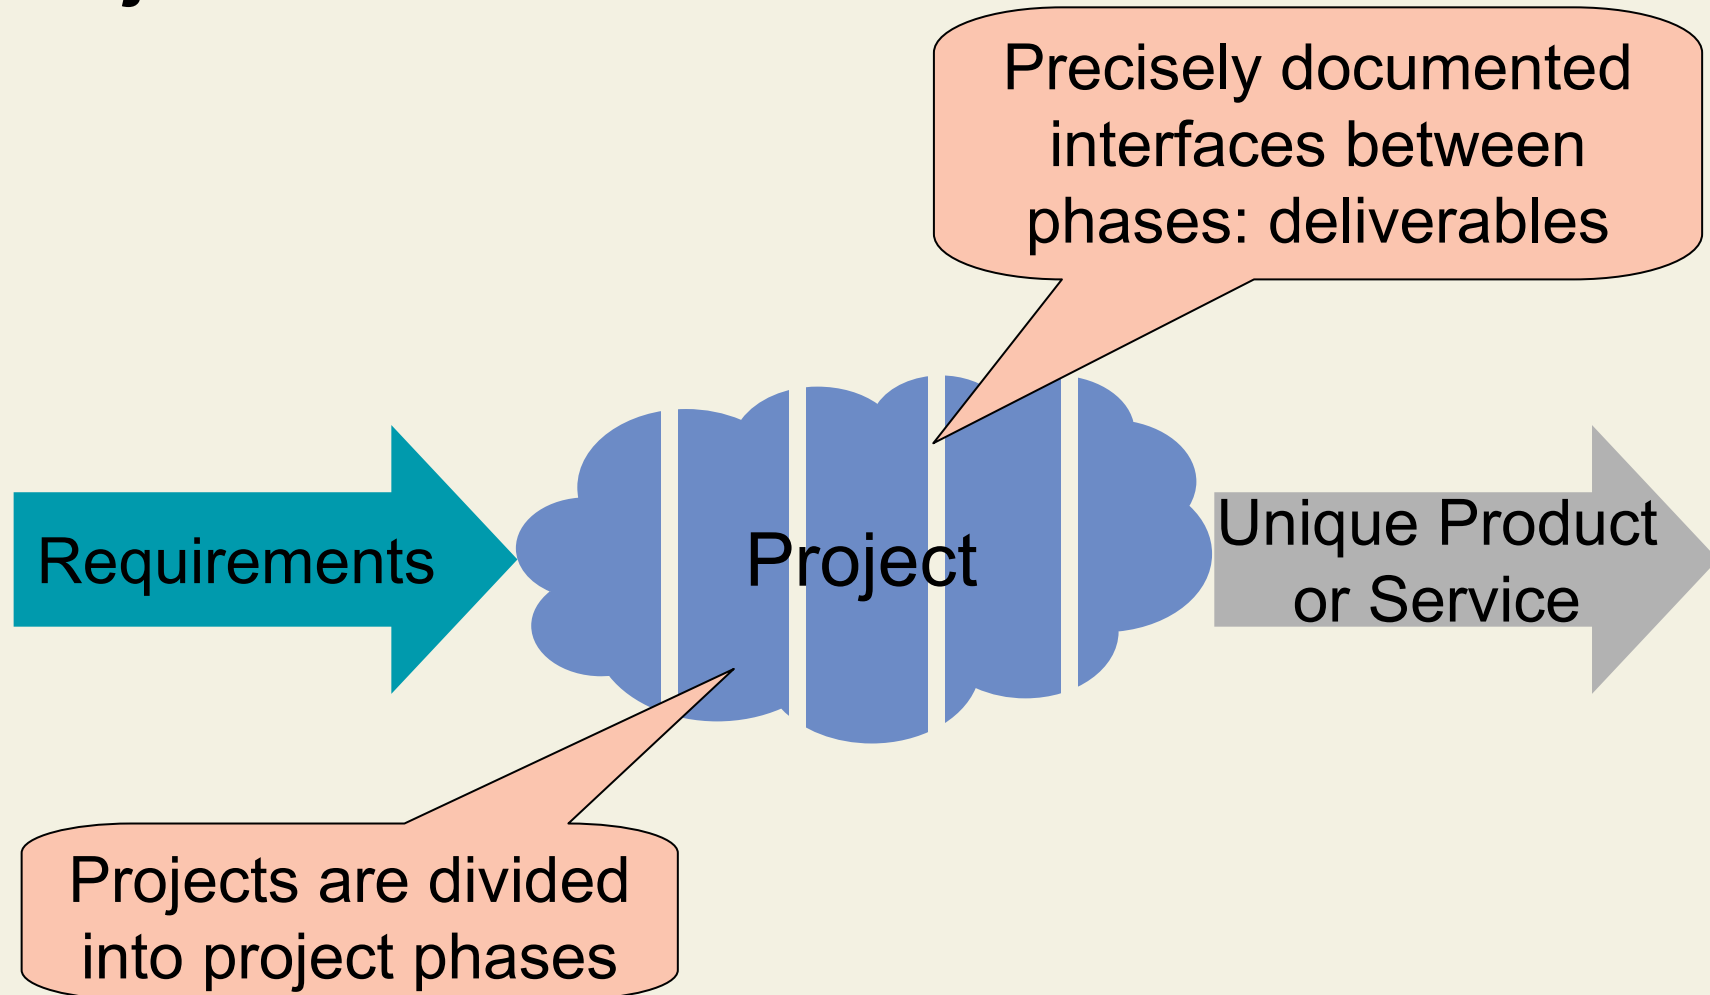 Precisely documented
interfaces between
phases: deliverables
Requirements
Project
Unique Product
or Service
Projects are divided
into project phases